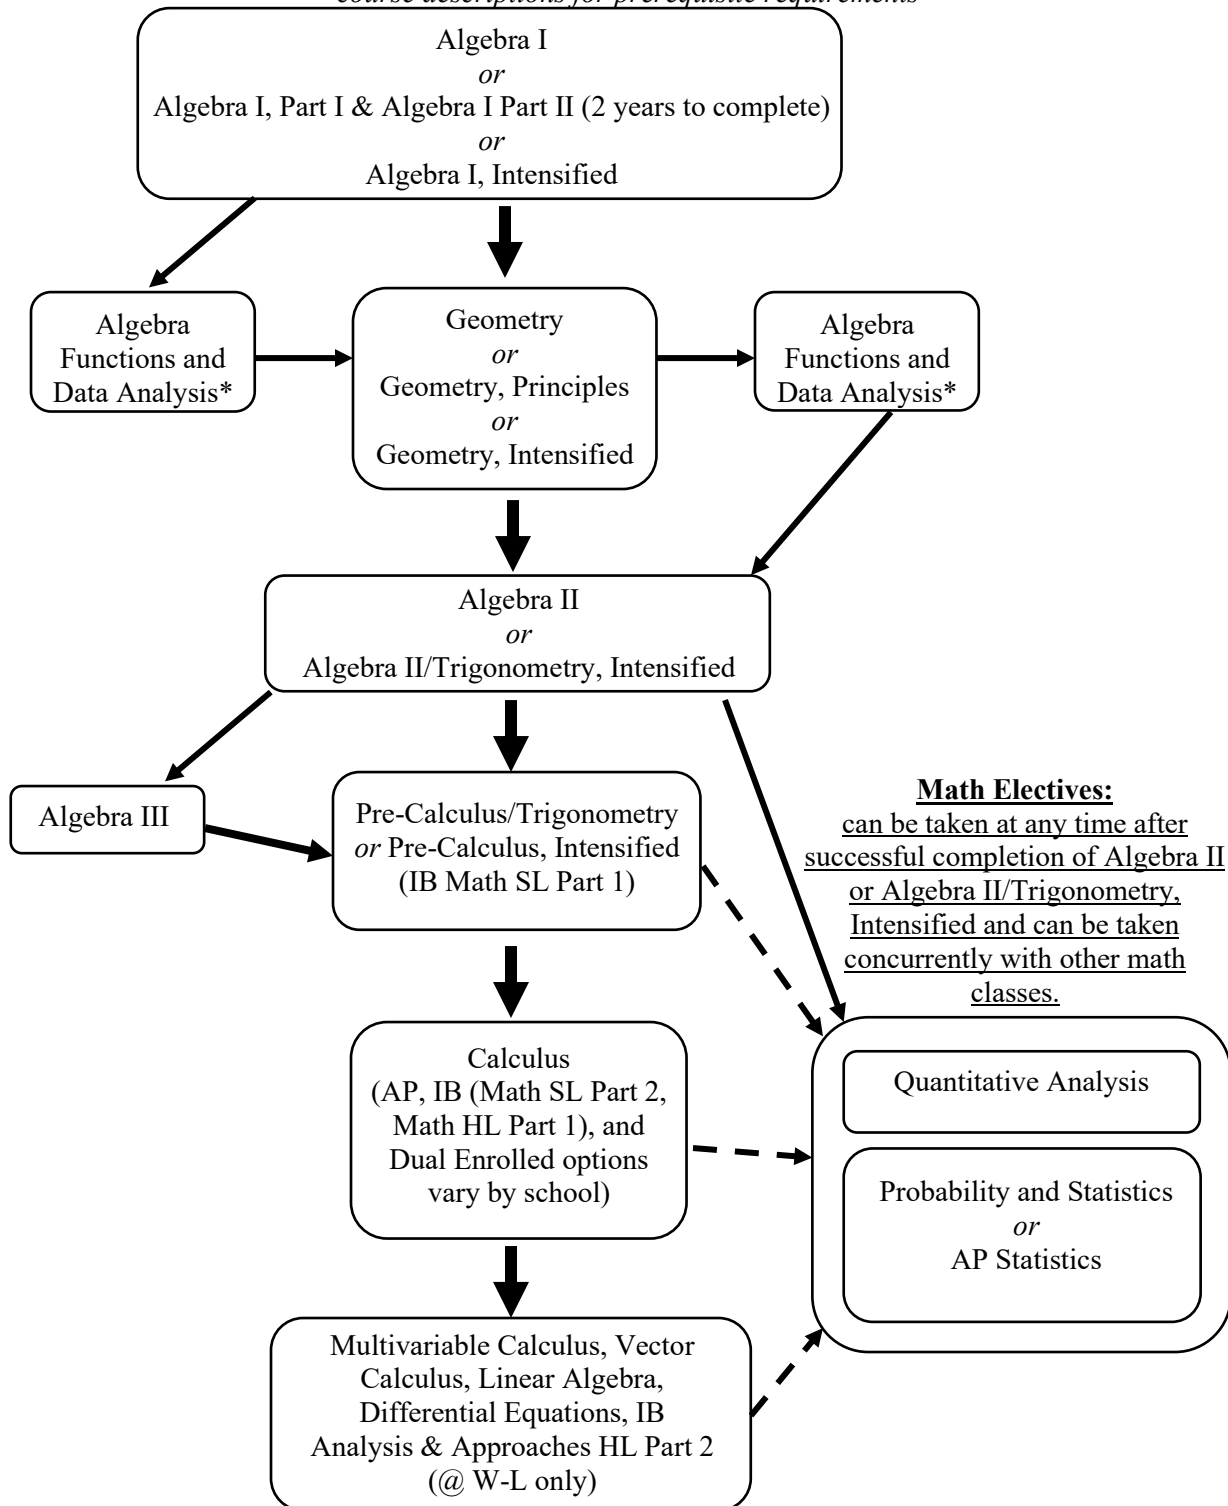 course descriptions for prerequisite requirements
Algebra I
or
Algebra I, Part I & Algebra I Part II (2 years to complete)
or
Algebra I, Intensified
Algebra
Functions and
Data Analysis*
Geometry
or
Geometry, Principles
or
Geometry, Intensified
Algebra
Functions and
Data Analysis*
Algebra II
or
Algebra II/Trigonometry, Intensified
Algebra III
Pre-Calculus/Trigonometry
or Pre-Calculus, Intensified
(IB Math SL Part 1)
Math Electives:
can be taken at any time after
successful completion of Algebra II
or Algebra II/Trigonometry,
Intensified and can be taken
concurrently with other math
classes.
Calculus
(AP, IB (Math SL Part 2,
Math HL Part 1), and
Dual Enrolled options
vary by school)
Quantitative Analysis
Probability and Statistics
or
AP Statistics
Multivariable Calculus, Vector
Calculus, Linear Algebra,
Differential Equations, IB
Analysis & Approaches HL Part 2
(@ W-L only)